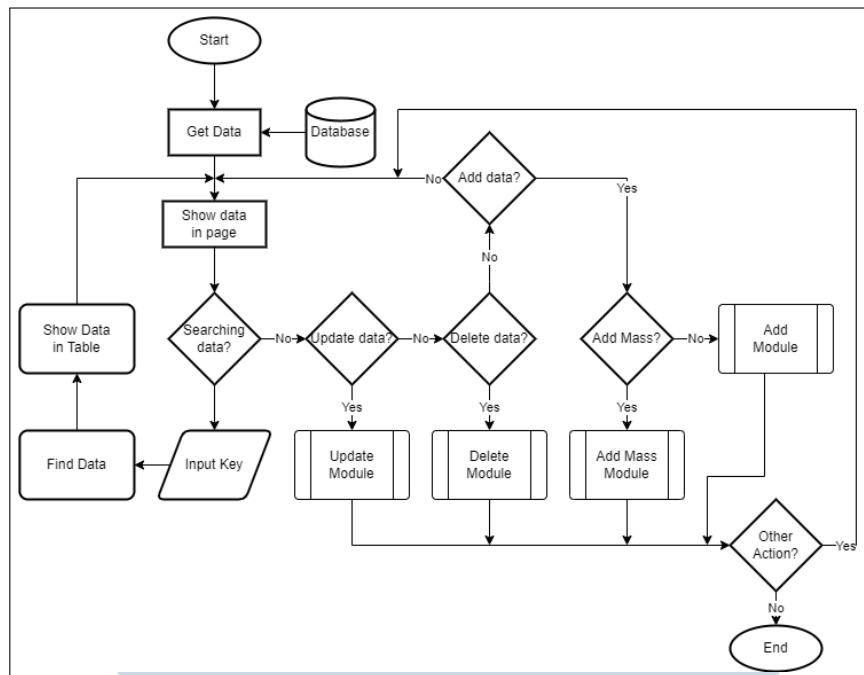 Start
Get Data
Database
Add data?
No
Yes
Show data
in page
Show Data
in Table
Searching
data?
No
Update data?
No
Delete data?
No
Add Mass?
No
Add
Module
Yes
Yes
Yes
Find Data
Input Key
Update
Module
Delete
Module
Add Mass
Module
Other
Action?
Yes
No
End